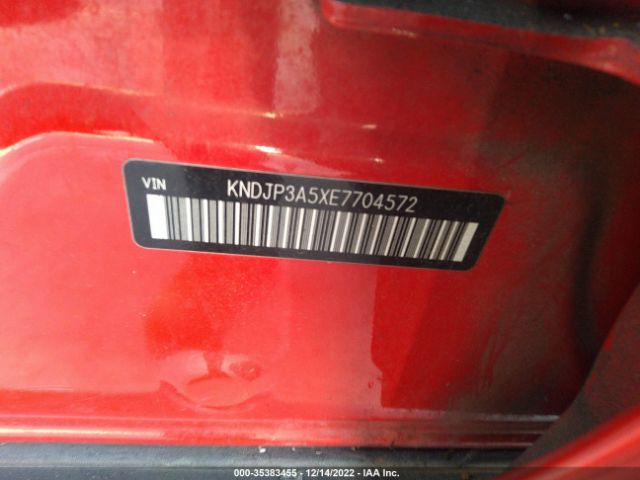 VIN KNDJP3A5XE7704572
000-35383455 - 12/14/2022 - IAA Inc.